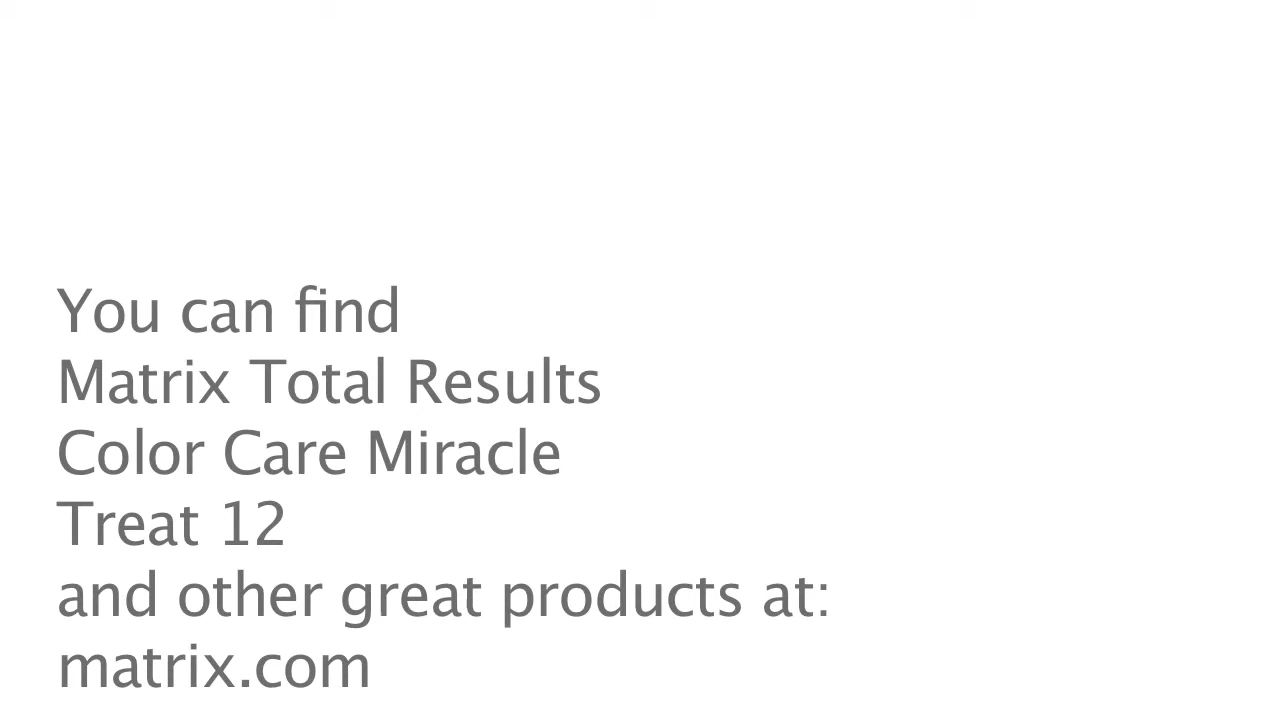 You can find
Matrix Total Results
Color Care Miracle
Treat 12
and other great products at:
matrix.com